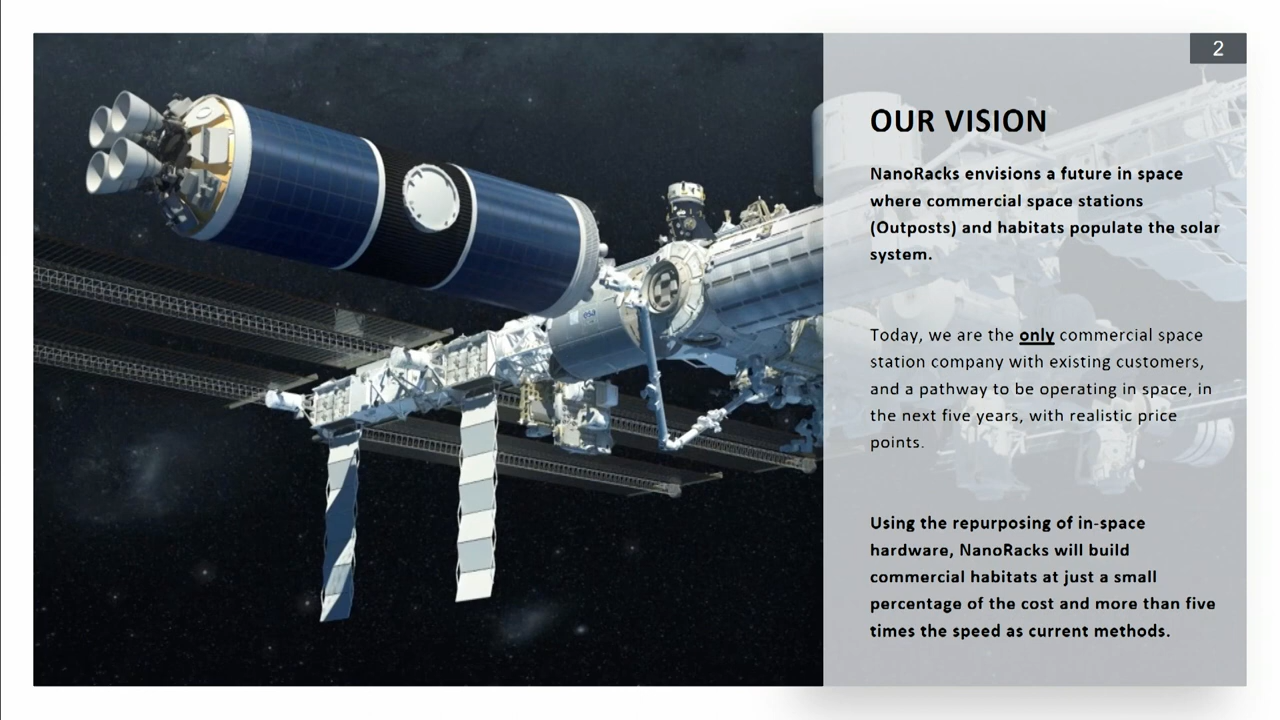 2
OUR VISION
NanoRacks envisions a future in space
where commercial space stations
(Outposts) and habitats populate the solar
system.
Today, we are the only commercial space
station company with existing customers,
and a pathway to be operating in space, in
the next five years, with realistic price
points.
Using the repurposing of in-space
hardware, NanoRacks will build
commercial habitats at just a small
percentage of the cost and more than five
times the speed as current methods.
esa